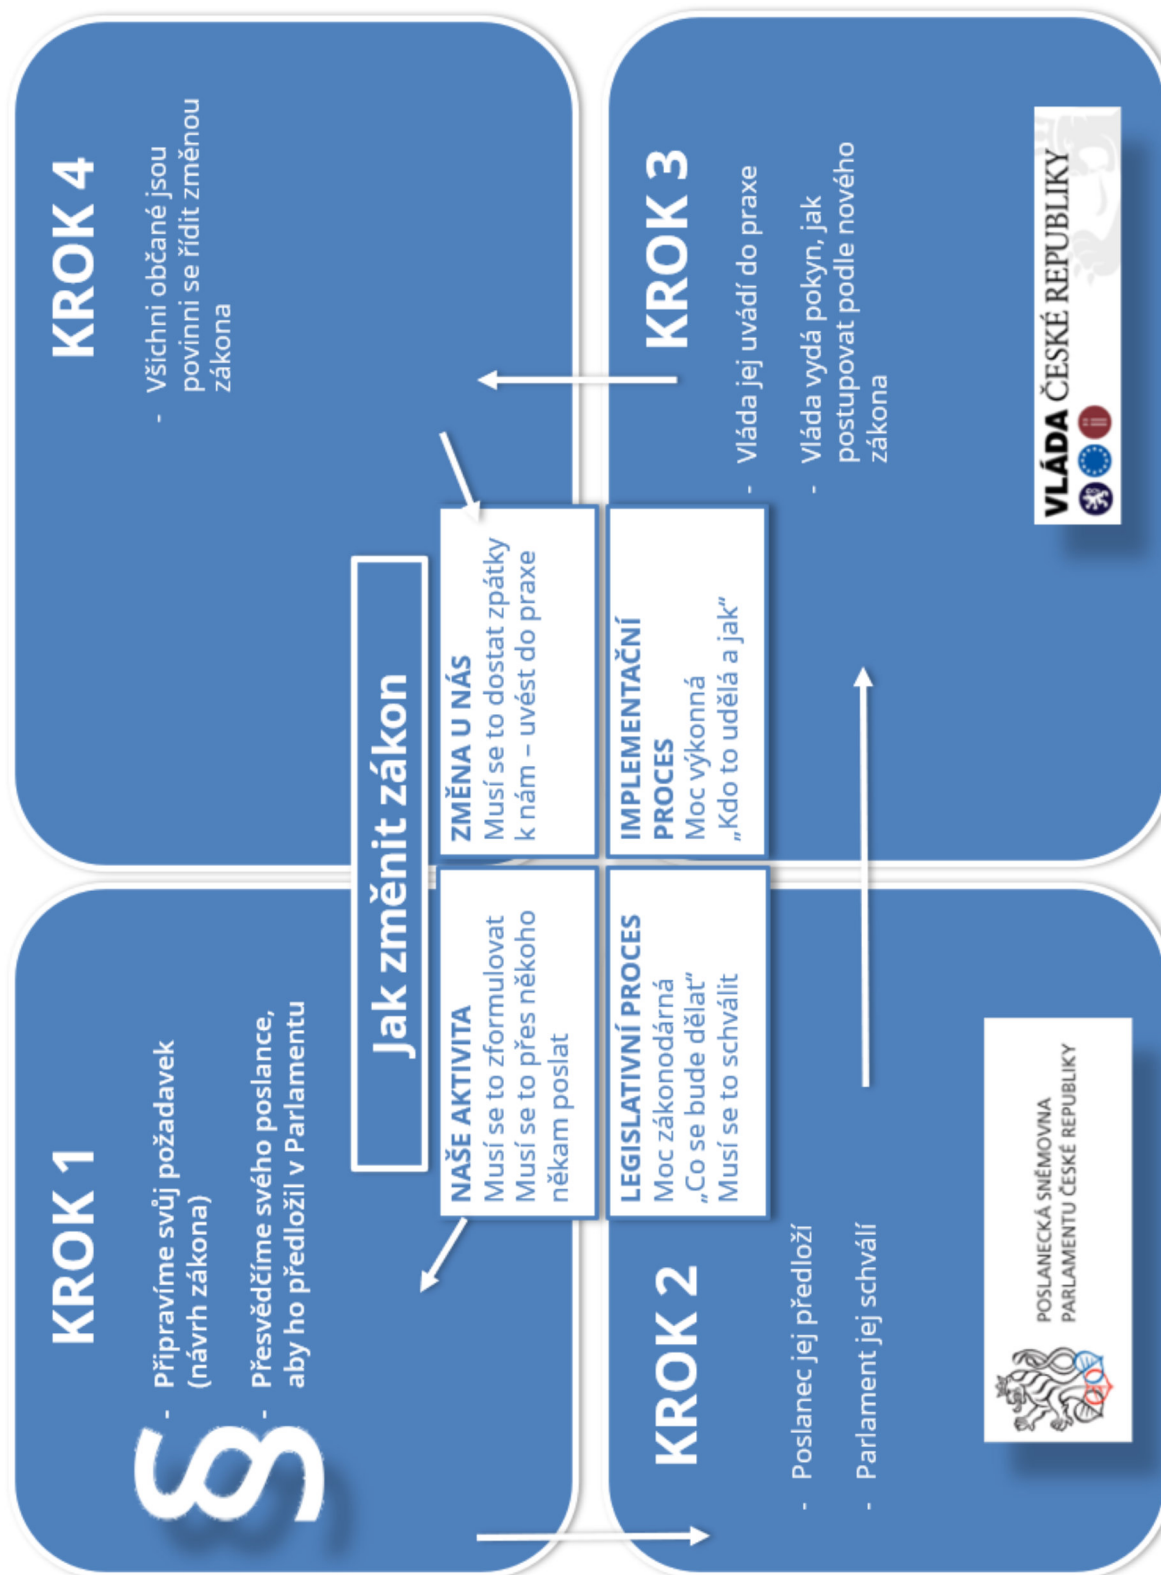 Jak změnit zákon
KROK 1
§
- Připravíme svůj požadavek
(návrh zákona)
- Přesvědčíme svého poslance,
aby ho předložil v Parlamentu
NAŠE AKTIVITA
Musí se to zformulovat
Musí se to přes někoho
někam poslat
KROK 2
- Poslanec jej předloží
- Parlament jej schválí
LEGISLATIVNÍ PROCES
Moc zákonodárná
„Co se bude dělat“
Musí se to schválit
POSLANECKÁ SNĚMOVNA
PARLAMENTU ČESKÉ REPUBLIKY
KROK 3
- Vláda jej uvádí do praxe
- Vláda vydá pokyn, jak
postupovat podle nového
zákona
IMPLEMENTAČNÍ
PROCES
Moc výkonná
„Kdo to udělá a jak“
VLÁDA ČESKÉ REPUBLIKY
KROK 4
- Všichni občané jsou
povinni se řídit změnou
zákona
ZMĚNA U NÁS
Musí se to dostat zpátky
k nám – uvést do praxe